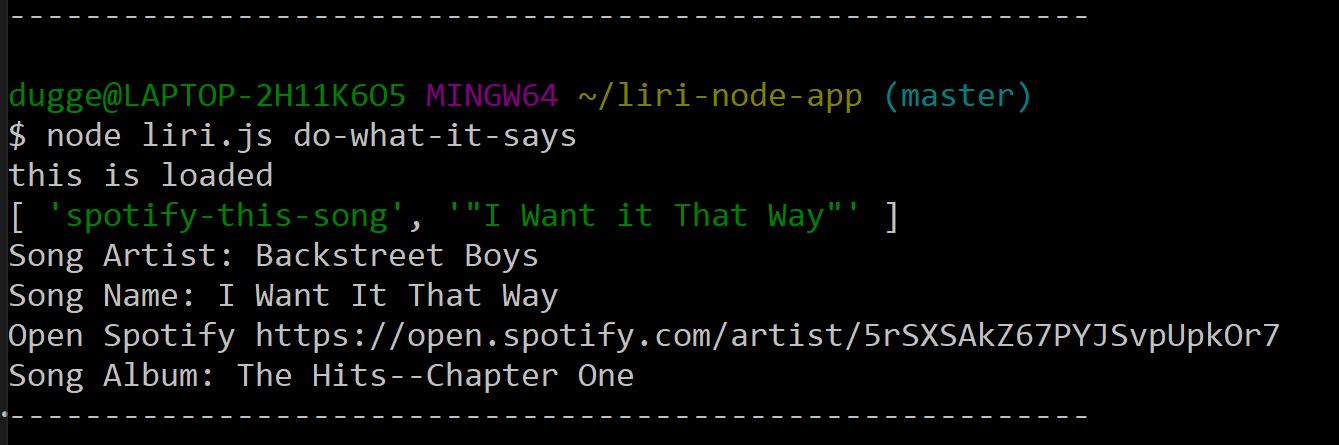 ------------------------------------------------------------
dugge@LAPTOP-2H11K6O5 MINGW64 ~/liri-node-app (master)
$ node liri.js do-what-it-says
this is loaded
[ 'spotify-this-song', '"I Want it That Way"' ]
Song Artist: Backstreet Boys
Song Name: I Want It That Way
Open Spotify https://open.spotify.com/artist/5rSXSAkZ67PYJSvpUpkOr7
Song Album: The Hits--Chapter One
------------------------------------------------------------